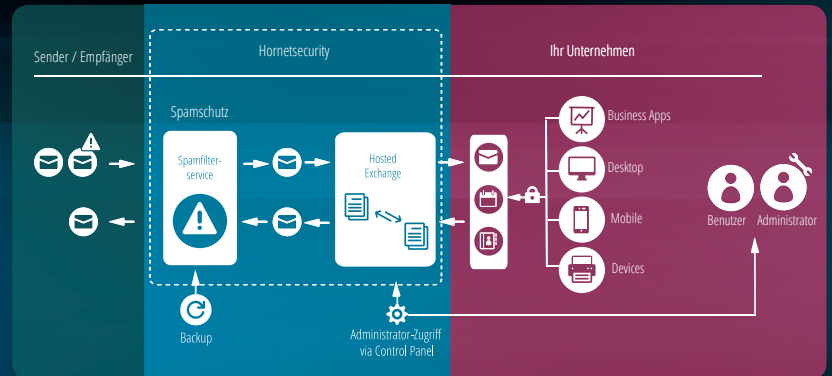 Sender / Empfänger
Hornetsecurity
Ihr Unternehmen
Spamschutz
Spamfilter-
service
Hosted
Exchange
Business Apps
Desktop
Mobile
Devices
Benutzer
Administrator
Backup
Administrator-Zugriff
via Control Panel